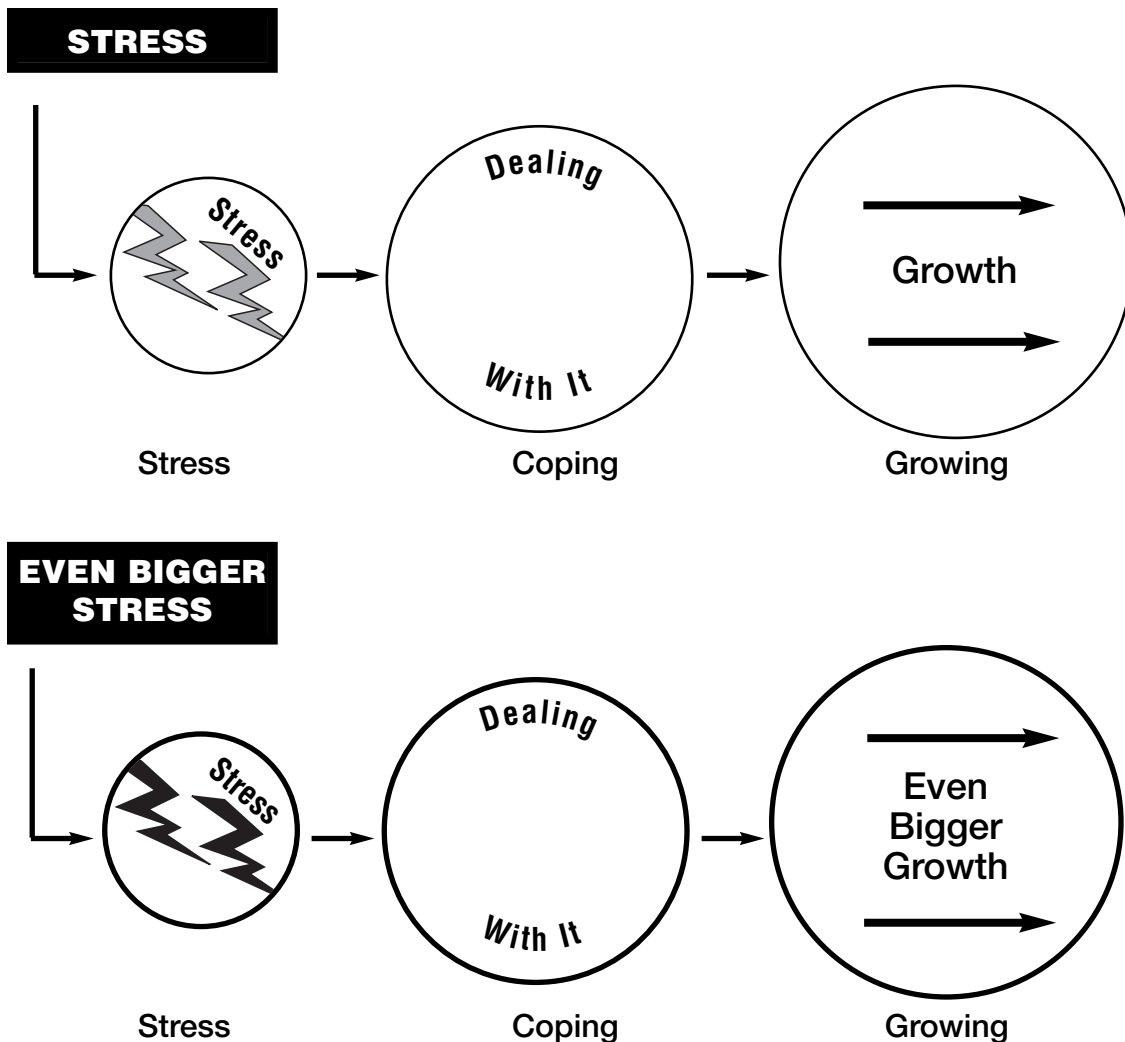 STRESS
Stress
Dealing
With It
Growth
Stress
Coping
Growing
EVEN BIGGER
STRESS
Stress
Dealing
With It
Even
Bigger
Growth
Stress
Coping
Growing